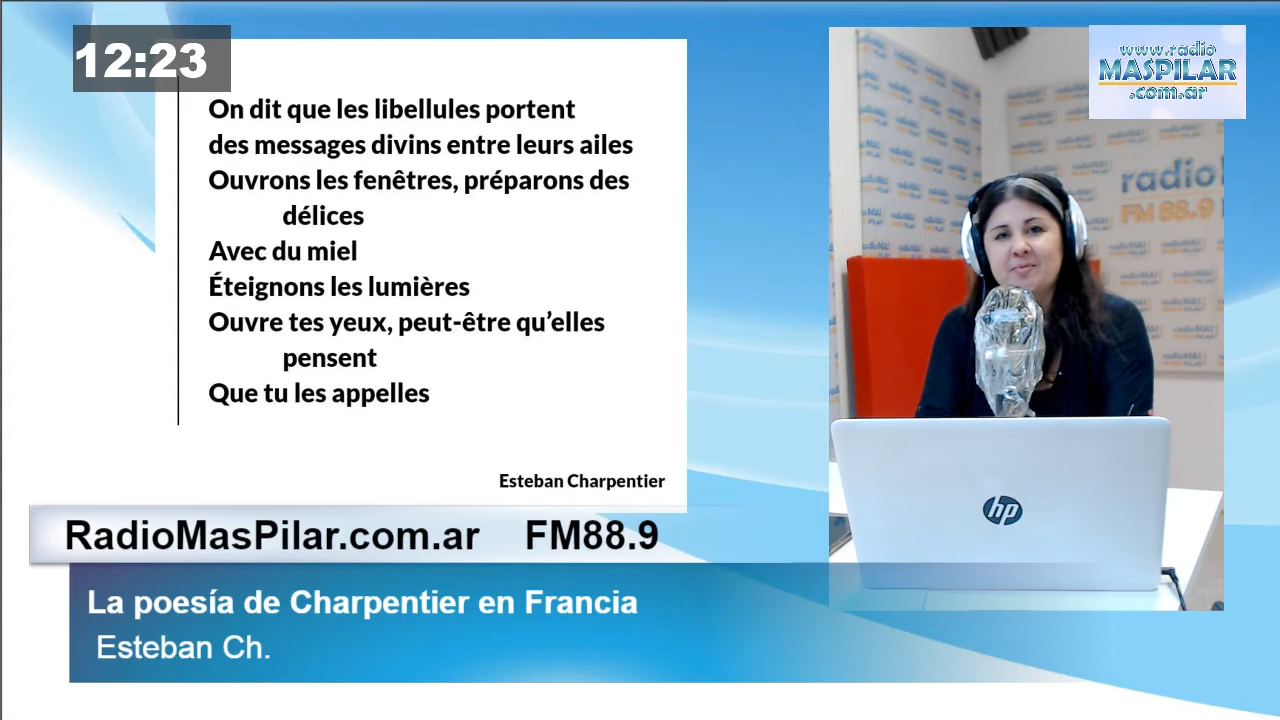 12:23
On dit que les libellules portent
des messages divins entre leurs ailes
Ouvrons les fenêtres, préparons des
délices
Avec du miel
Éteignons les lumières
Ouvre tes yeux, peut-être qu’elles
pensent
Que tu les appelles
Esteban Charpentier
RadioMasPilar.com.ar FM88.9
La poesía de Charpentier en Francia
Esteban Ch.
www.radio
MASPILAR
.com.ar
radio
FM 88.9
hp